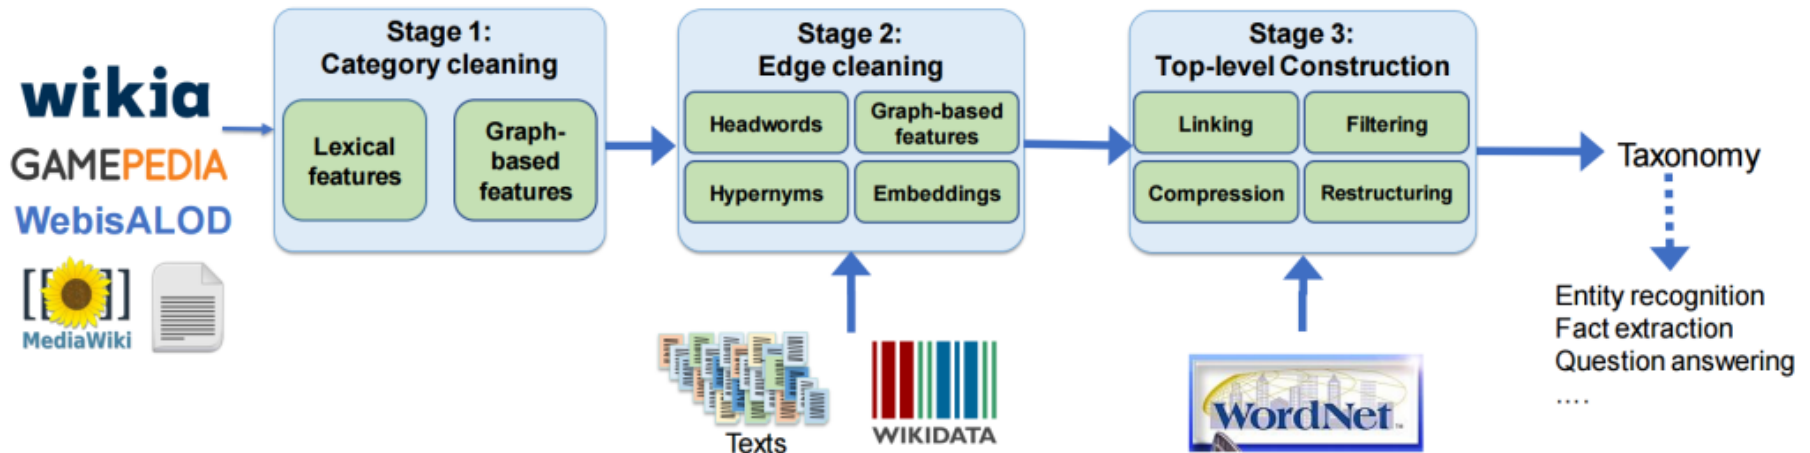 wikia
GAMEPEDIA
WebisALOD
[[ ]]
MediaWiki
Stage 1:
Category cleaning
Lexical
features
Graph-
based
features
Stage 2:
Edge cleaning
Headwords
Graph-based
features
Hypernyms
Embeddings
Texts
WIKIDATA
Stage 3:
Top-level Construction
Linking
Filtering
Compression
Restructuring
WordNet
Taxonomy
Entity recognition
Fact extraction
Question answering
....